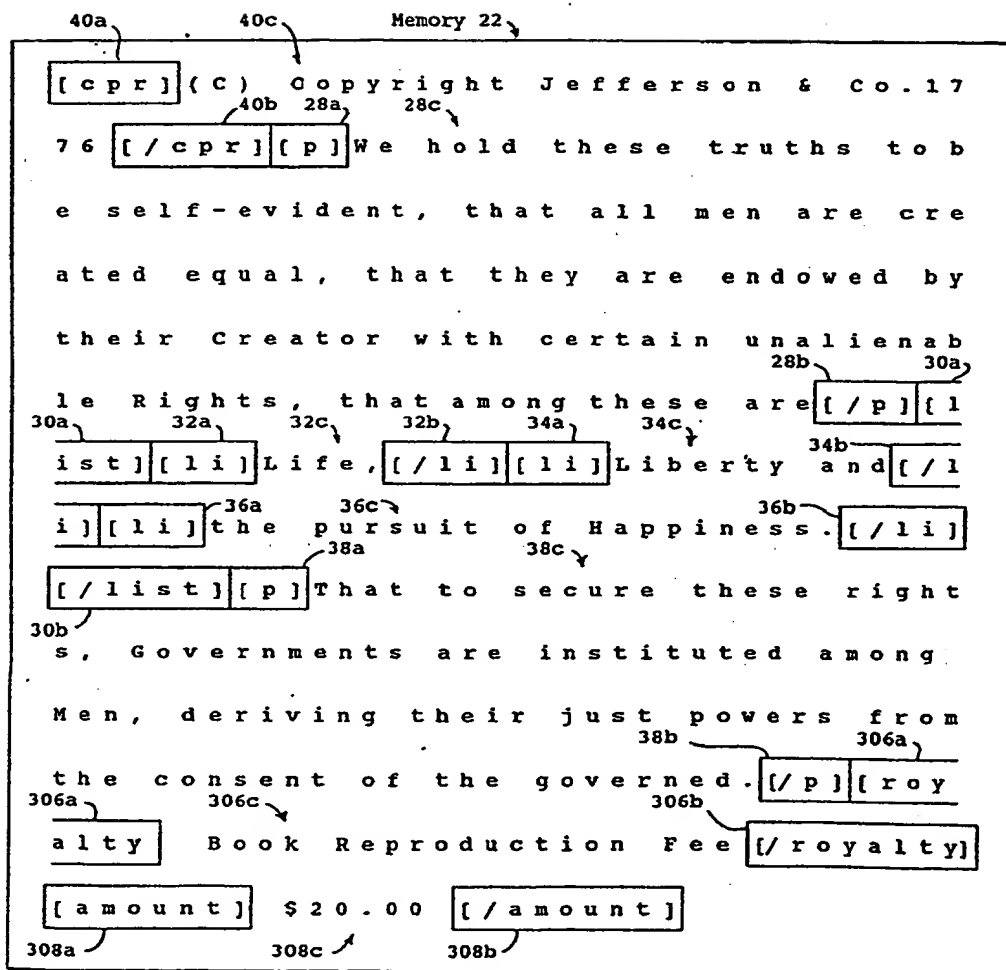 40a 40c Memory 22
[cpr](C) Copyright Jefferson & Co.17
40b 28a 28c
76 [/cpr][p]We hold these truths to b
e self-evident, that all men are cre
ated equal, that they are endowed by
their Creator with certain unalienab
28b 30a
le Rights, that among these are[/p][l
30a 32a 32c 32b 34a 34c 34b
ist][li]Life,[/li][li]Liberty and[/l
36a 36c 36b
i][li]the pursuit of Happiness.[/li]
38a 38c
[/list][p]That to secure these right
30b
s, Governments are instituted among
Men, deriving their just powers from
38b 306a
the consent of the governed.[/p][roy
306a 306c 306b
alty Book Reproduction Fee[/royalty]
[amount] $20.00 [/amount]
308a 308c 308b